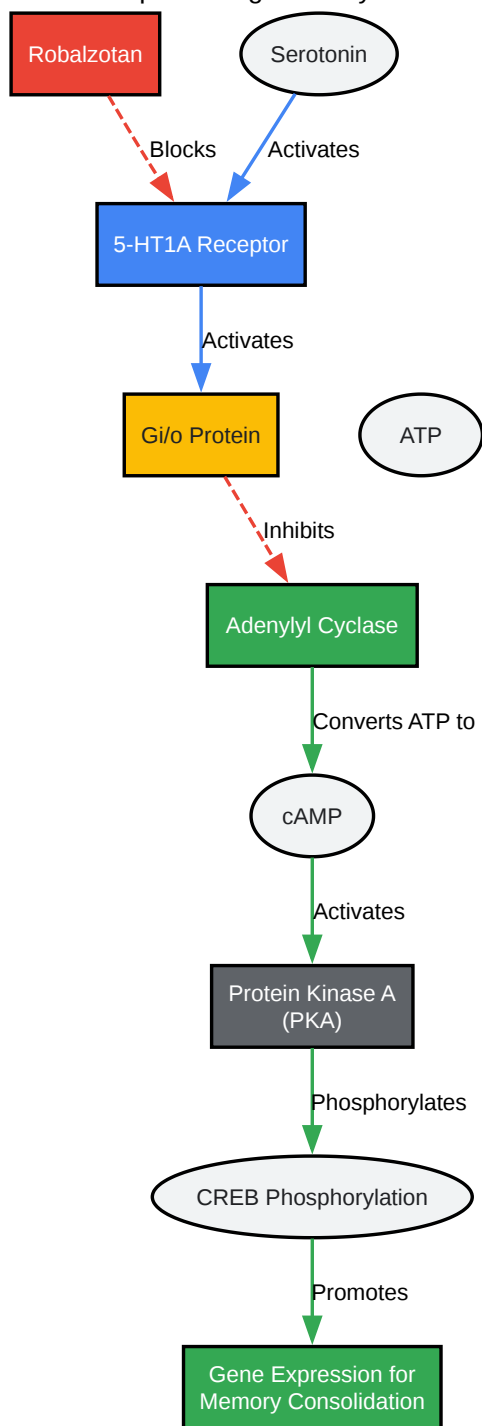 Robalzotan
Serotonin
Blocks
Activates
5-HT1A Receptor
Activates
Gi/o Protein
ATP
Inhibits
Adenylyl Cyclase
Converts ATP to
cAMP
Activates
Protein Kinase A
(PKA)
Phosphorylates
CREB Phosphorylation
Promotes
Gene Expression for
Memory Consolidation